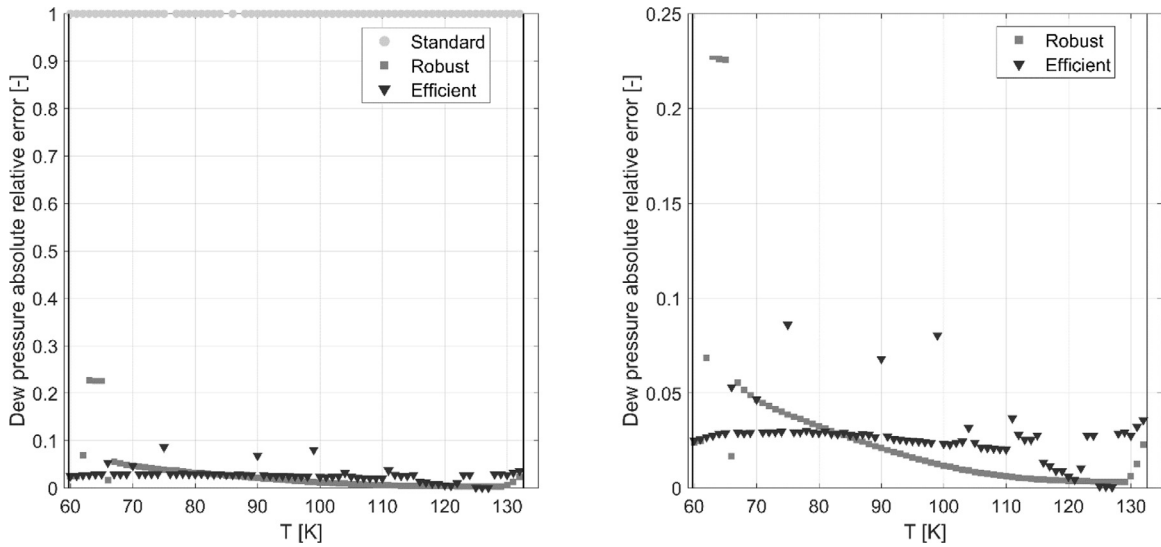 Dew pressure absolute relative error [-]
1
0.9
0.8
0.7
0.6
0.5
0.4
0.3
0.2
0.1
0
60 70 80 90 100 110 120 130
T [K]
Standard
Robust
Efficient
Dew pressure absolute relative error [-]
0.25
0.2
0.15
0.1
0.05
0
60 70 80 90 100 110 120 130
T [K]
Robust
Efficient